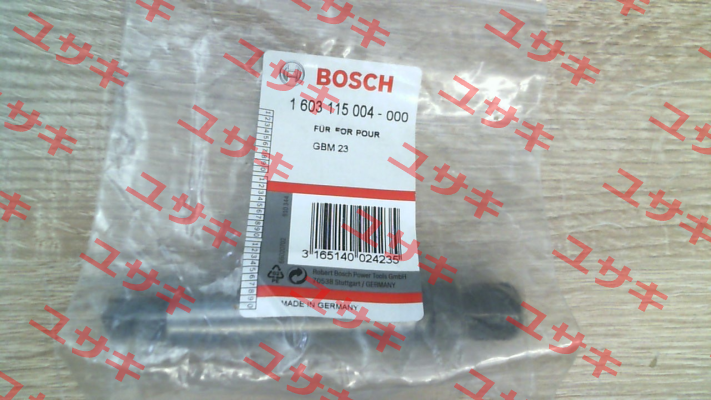 BOSCH
1 603 115 004 - 000
FÜR FOR POUR
GBM 23
3 165140 024235
Robert Bosch Power Tools GmbH
70538 Stuttgart / GERMANY
MADE IN GERMANY
ユサキ